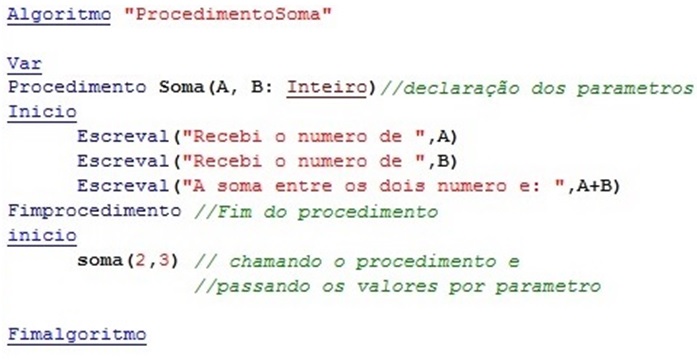 Algoritmo "ProcedimentoSoma"
Var
Procedimento Soma(A, B: Inteiro)//declaração dos parametros
Inicio
Escreval("Recebi o numero de ",A)
Escreval("Recebi o numero de ",B)
Escreval("A soma entre os dois numero e: ",A+B)
Fimprocedimento //Fim do procedimento
inicio
soma(2,3) // chamando o procedimento e
//passando os valores por parametro
Fimalgoritmo